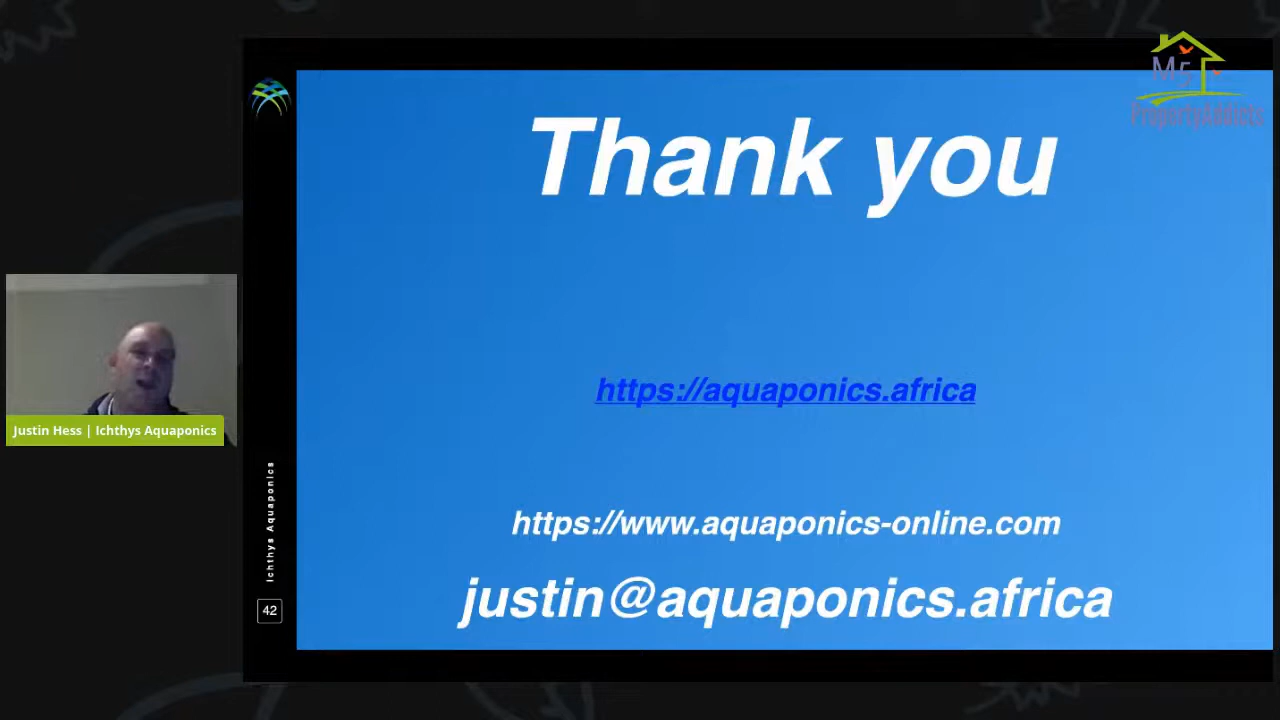 Thank you
https://aquaponics.africa
https://www.aquaponics-online.com
justin@aquaponics.africa
Ichthys Aquaponics
42
Justin Hess | Ichthys Aquaponics
PropertyAddicts